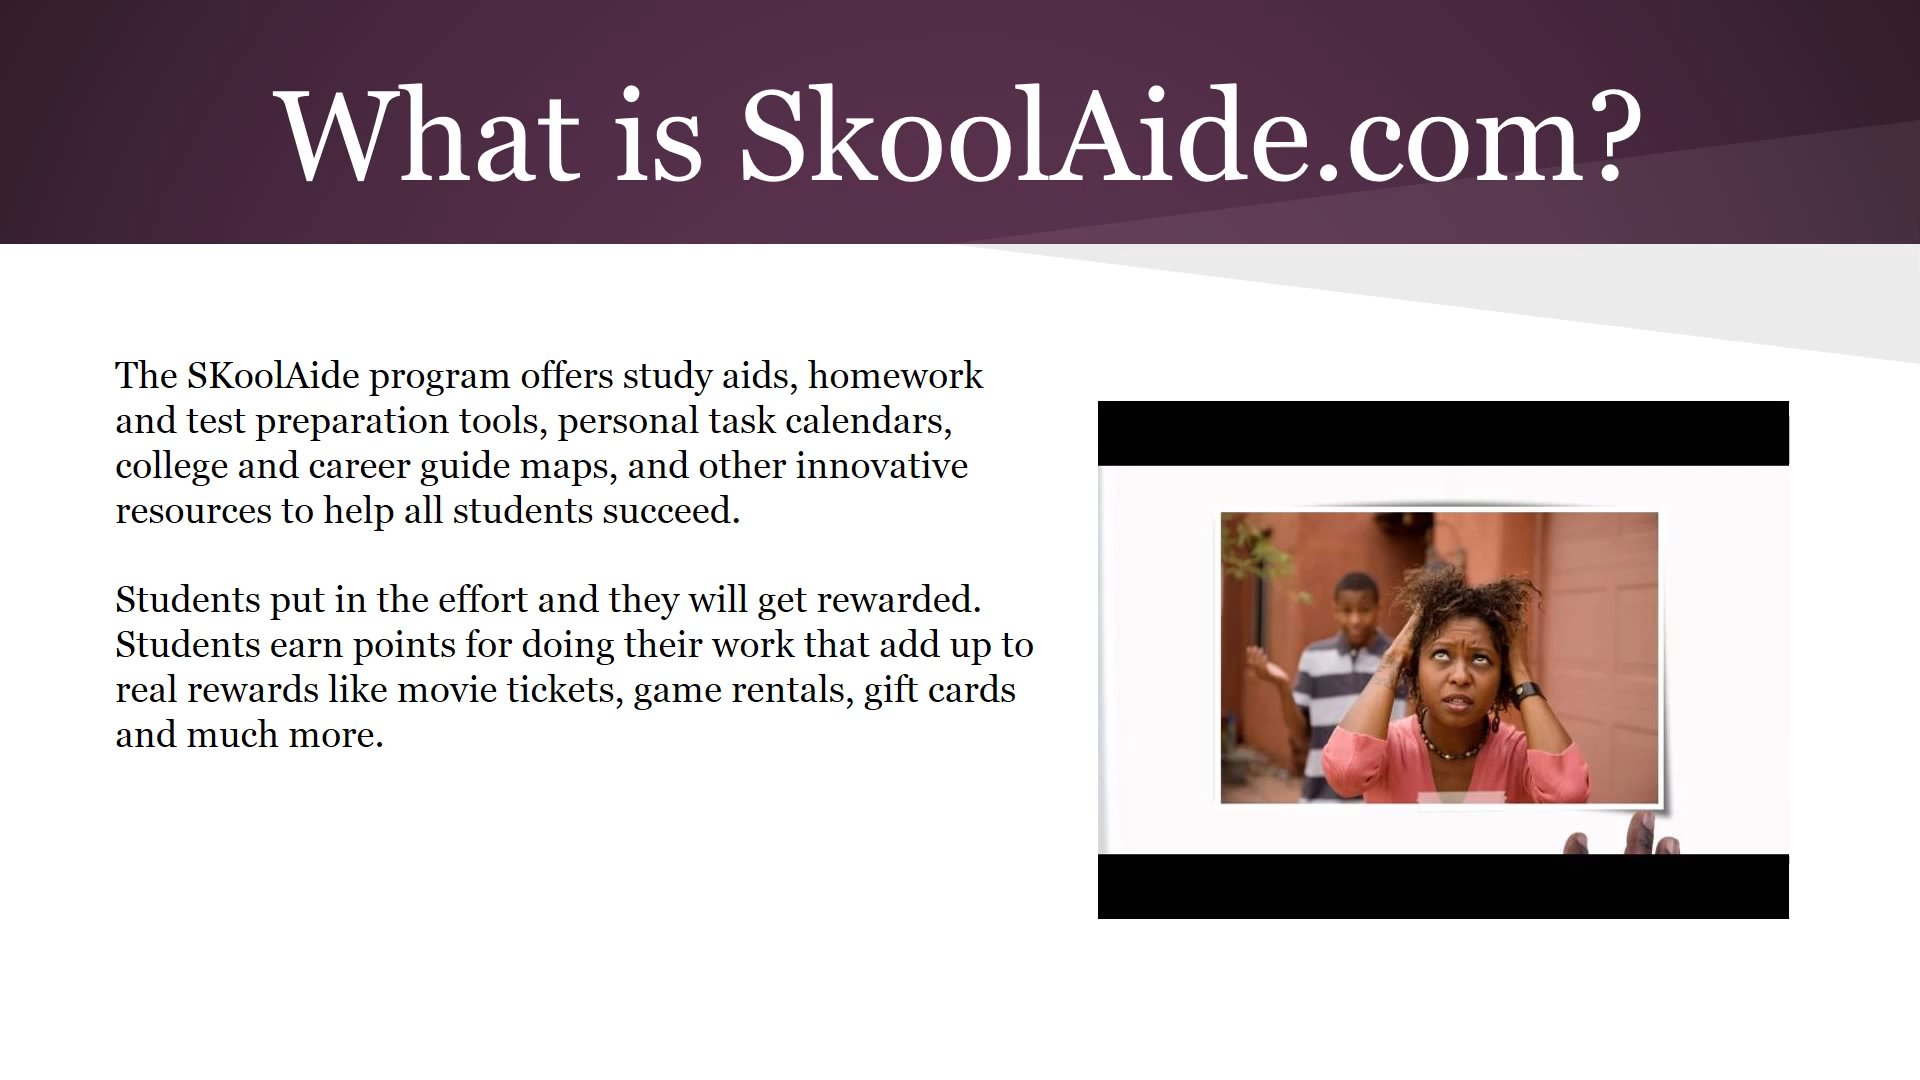 What is SkoolAide.com?
The SKoolAide program offers study aids, homework
and test preparation tools, personal task calendars,
college and career guide maps, and other innovative
resources to help all students succeed.
Students put in the effort and they will get rewarded.
Students earn points for doing their work that add up to
real rewards like movie tickets, game rentals, gift cards
and much more.